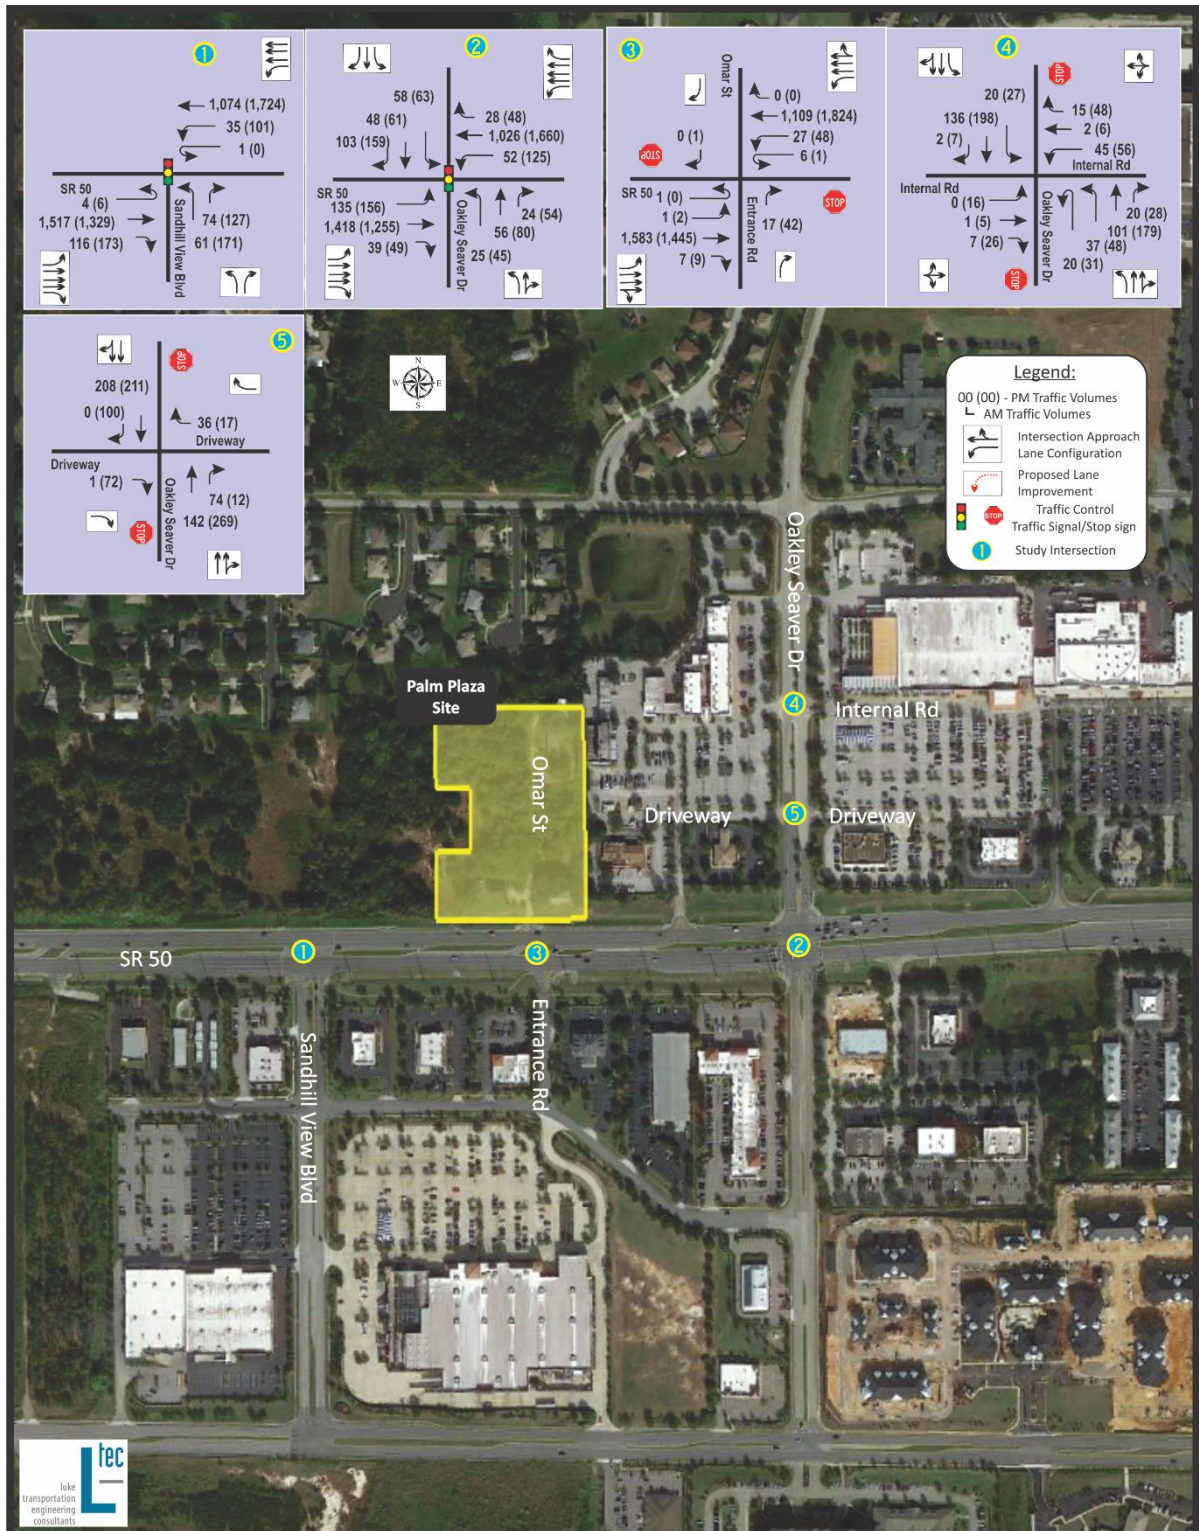 1
1,074 (1,724)
35 (101)
1 (0)
SR 50
4 (6)
1,517 (1,329)
116 (173)
Sandhill View Blvd
74 (127)
61 (171)
2
58 (63)
48 (61)
103 (159)
28 (48)
1,026 (1,660)
52 (125)
SR 50
135 (156)
1,418 (1,255)
39 (49)
Oakley Seaver Dr
24 (54)
56 (80)
25 (45)
3
Omar St
0 (0)
1,109 (1,824)
27 (48)
6 (1)
0 (1)
STOP
SR 50
1 (0)
1 (2)
1,583 (1,445)
7 (9)
Entrance Rd
17 (42)
STOP
4
STOP
20 (27)
136 (198)
2 (7)
15 (48)
2 (6)
45 (56)
Internal Rd
Internal Rd
0 (16)
1 (5)
7 (26)
STOP
Oakley Seaver Dr
20 (28)
101 (179)
37 (48)
20 (31)
5
STOP
208 (211)
0 (100)
36 (17)
Driveway
Driveway
1 (72)
STOP
Oakley Seaver Dr
74 (12)
142 (269)
N
W E
S
Legend:
00 (00) - PM Traffic Volumes
AM Traffic Volumes
Intersection Approach
Lane Configuration
Proposed Lane
Improvement
STOP
Traffic Control
Traffic Signal/Stop sign
1
Study Intersection
Oakley Seaver Dr
Palm Plaza
Site
Omar St
4
Internal Rd
Driveway
5
Driveway
SR 50
1
3
2
Sandhill View Blvd
Entrance Rd
tec
luke
transportation
engineering
consultants